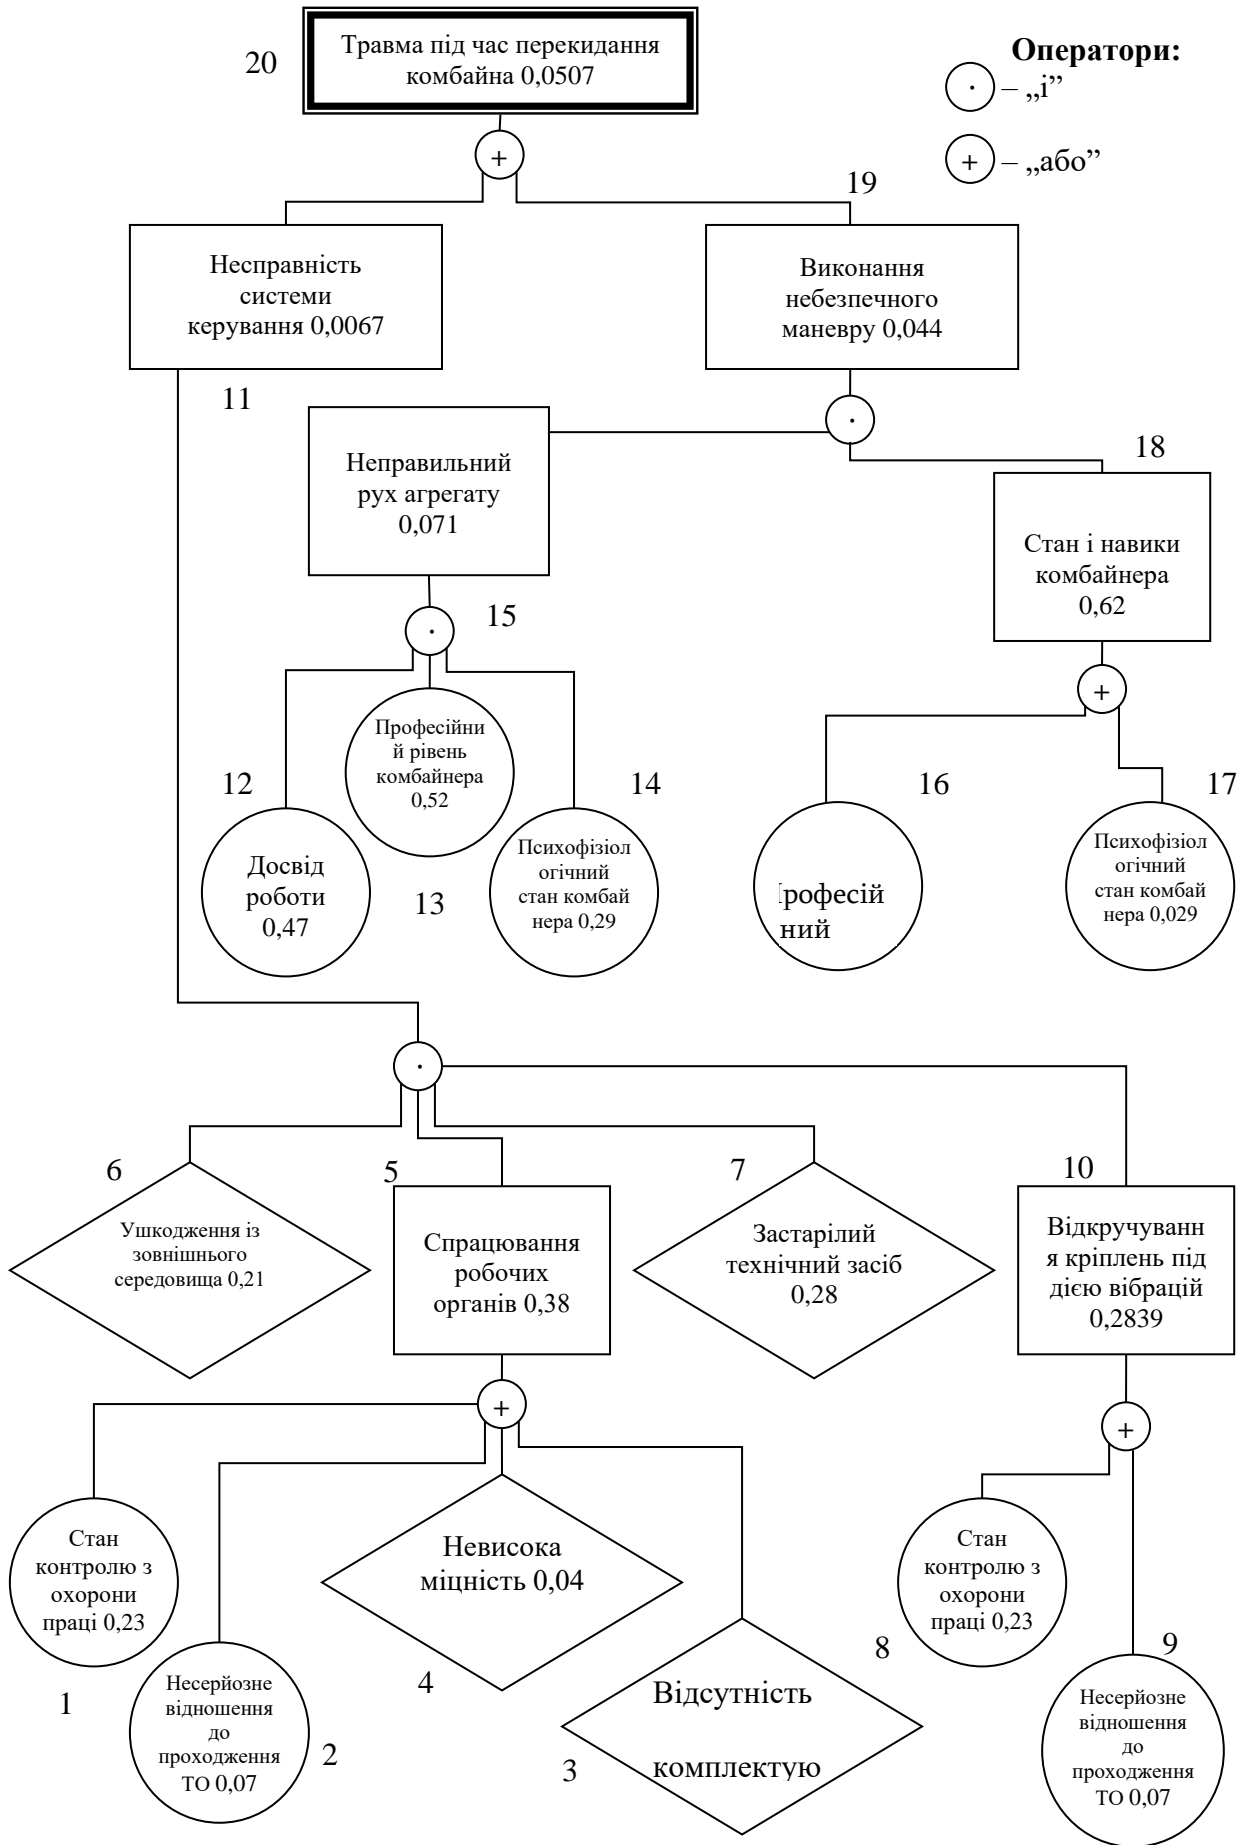 20
Травма під час перекидання
комбайна 0,0507
Оператори:
· – „і”
+ – „або”
+
19
Несправність
системи
керування 0,0067
Виконання
небезпечного
маневру 0,044
11
·
Неправильний
рух агрегату
0,071
18
Стан і навики
комбайнера
0,62
15
·
+
12
Професійни
й рівень
комбайнера
0,52
14
16
17
Досвід
роботи
0,47
13
Психофізіол
огічний
стан комбай
нера 0,29
рофесій
ний
Психофізіол
огічний
стан комбай
нера 0,029
·
6
5
7
10
Ушкодження із
зовнішнього
середовища 0,21
Спрацювання
робочих
органів 0,38
Застарілий
технічний засіб
0,28
Відкручуванн
я кріплень під
дією вібрацій
0,2839
+
+
Стан
контролю з
охорони
праці 0,23
1
Несерйозне
відношення
до
проходження
ТО 0,07
2
Невисока
міцність 0,04
4
Відсутність
комплектую
3
Стан
контролю з
охорони
праці 0,23
8
9
Несерйозне
відношення
до
проходження
ТО 0,07